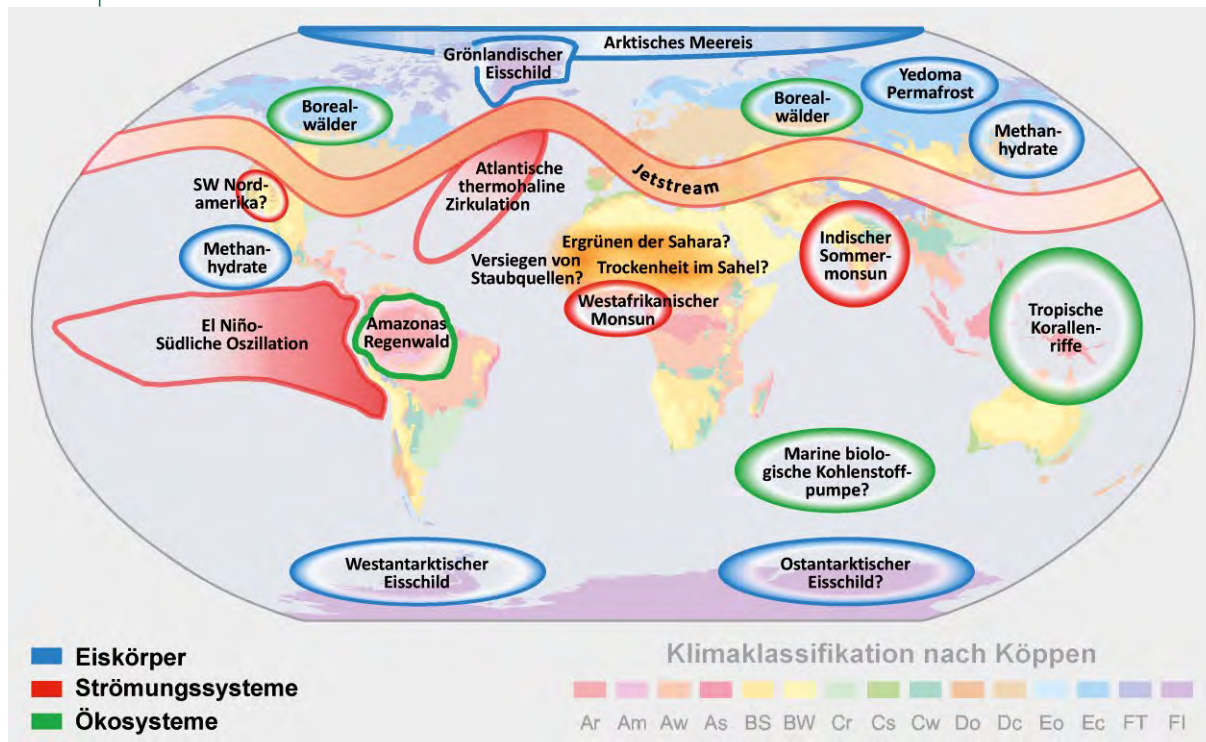 Arktisches Meereis
Grönlandischer
Eisschild
Boreal-
wälder
Boreal-
wälder
Yedoma
Permafrost
Methan-
hydrate
Jetstream
Atlantische
thermohaline
Zirkulation
SW Nord-
amerika?
Methan-
hydrate
Ergrünen der Sahara?
Versiegen von
Staubquellen?
Trockenheit im Sahel?
Westafrikanischer
Monsun
Indischer
Sommer-
monsun
Tropische
Korallen-
riffe
El Niño-
Südliche Oszillation
Amazonas
Regenwald
Marine biolo-
gische Kohlenstoff-
pumpe?
Westantarktischer
Eisschild
Ostantarktischer
Eisschild?
Eiskörper
Strömungssysteme
Ökosysteme
Klimaklassifikation nach Köppen
Ar Am Aw As BS BW Cr Cs Cw Do Dc Eo Ec FT FI